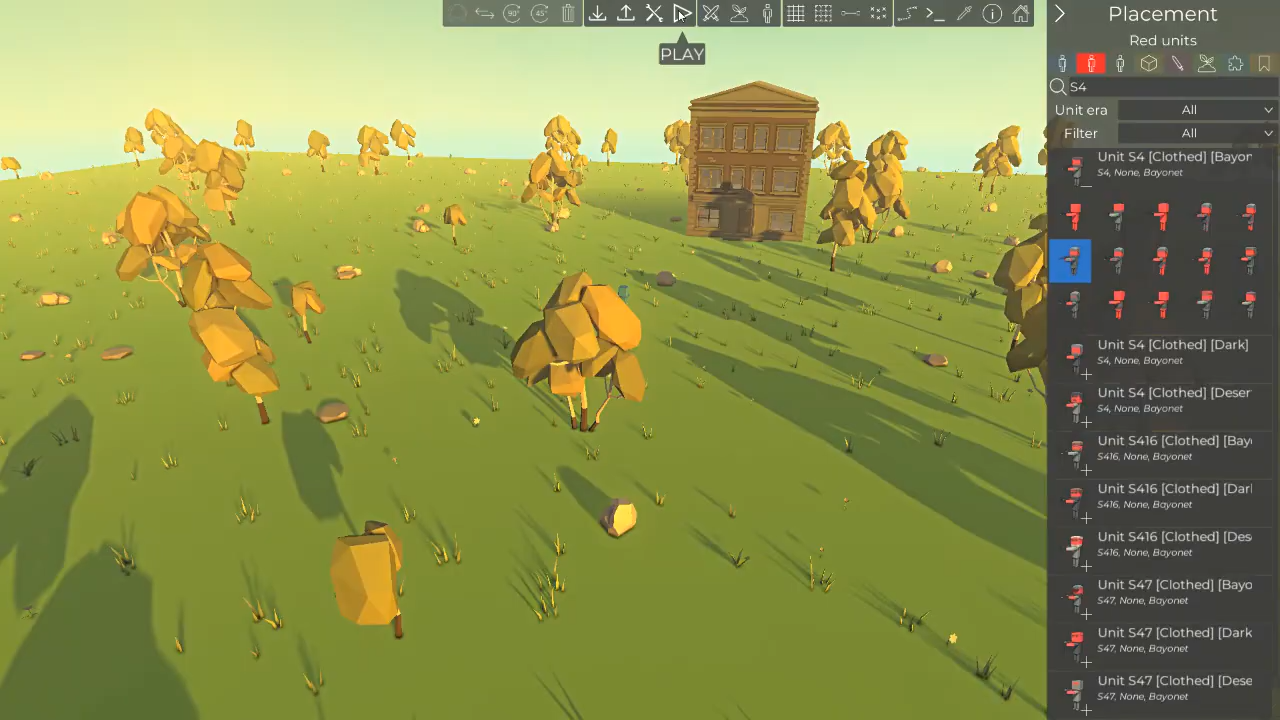 90°
45°
PLAY
Placement
Red units
S4
Unit era
All
Filter
All
Unit S4 [Clothed] [Bayon
S4, None, Bayonet
Unit S4 [Clothed] [Dark]
S4, None, Bayonet
Unit S4 [Clothed] [Deser
S4, None, Bayonet
Unit S416 [Clothed] [Bay
S416, None, Bayonet
Unit S416 [Clothed] [Dar
S416, None, Bayonet
Unit S416 [Clothed] [Des
S416, None, Bayonet
Unit S47 [Clothed] [Bayo
S47, None, Bayonet
Unit S47 [Clothed] [Dark
S47, None, Bayonet
Unit S47 [Clothed] [Dese
S47, None, Bayonet